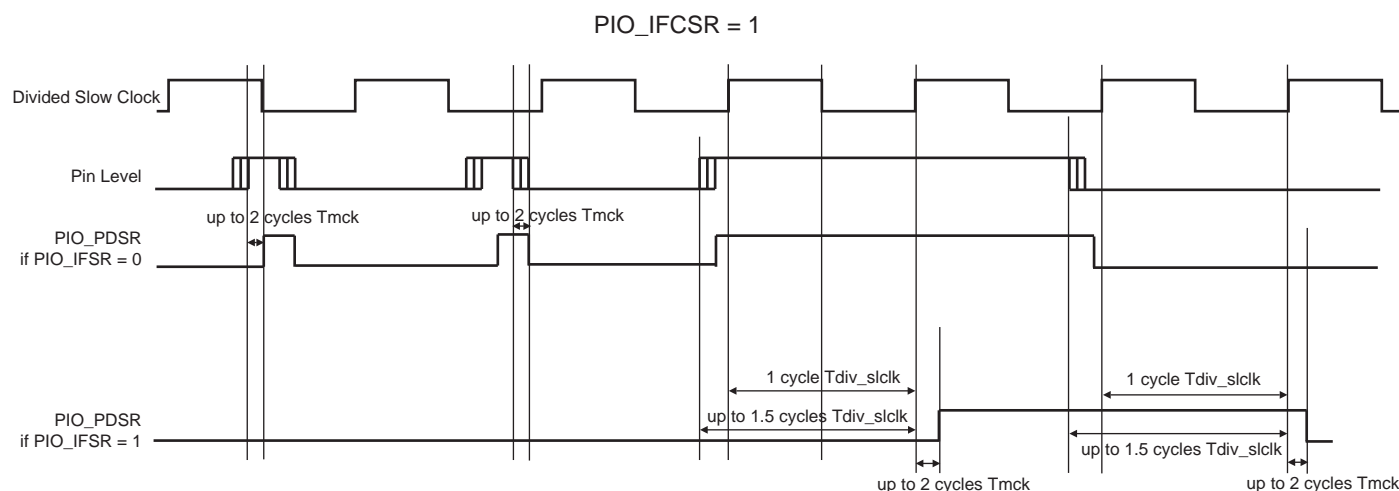 PIO_IFCSR = 1
Divided Slow Clock
Pin Level
up to 2 cycles Tmck
up to 2 cycles Tmck
PIO_PDSR
if PIO_IFSR = 0
1 cycle Tdiv_slclk
1 cycle Tdiv_slclk
PIO_PDSR
if PIO_IFSR = 1
up to 1.5 cycles Tdiv_slclk
up to 1.5 cycles Tdiv_slclk
up to 2 cycles Tmck
up to 2 cycles Tmck